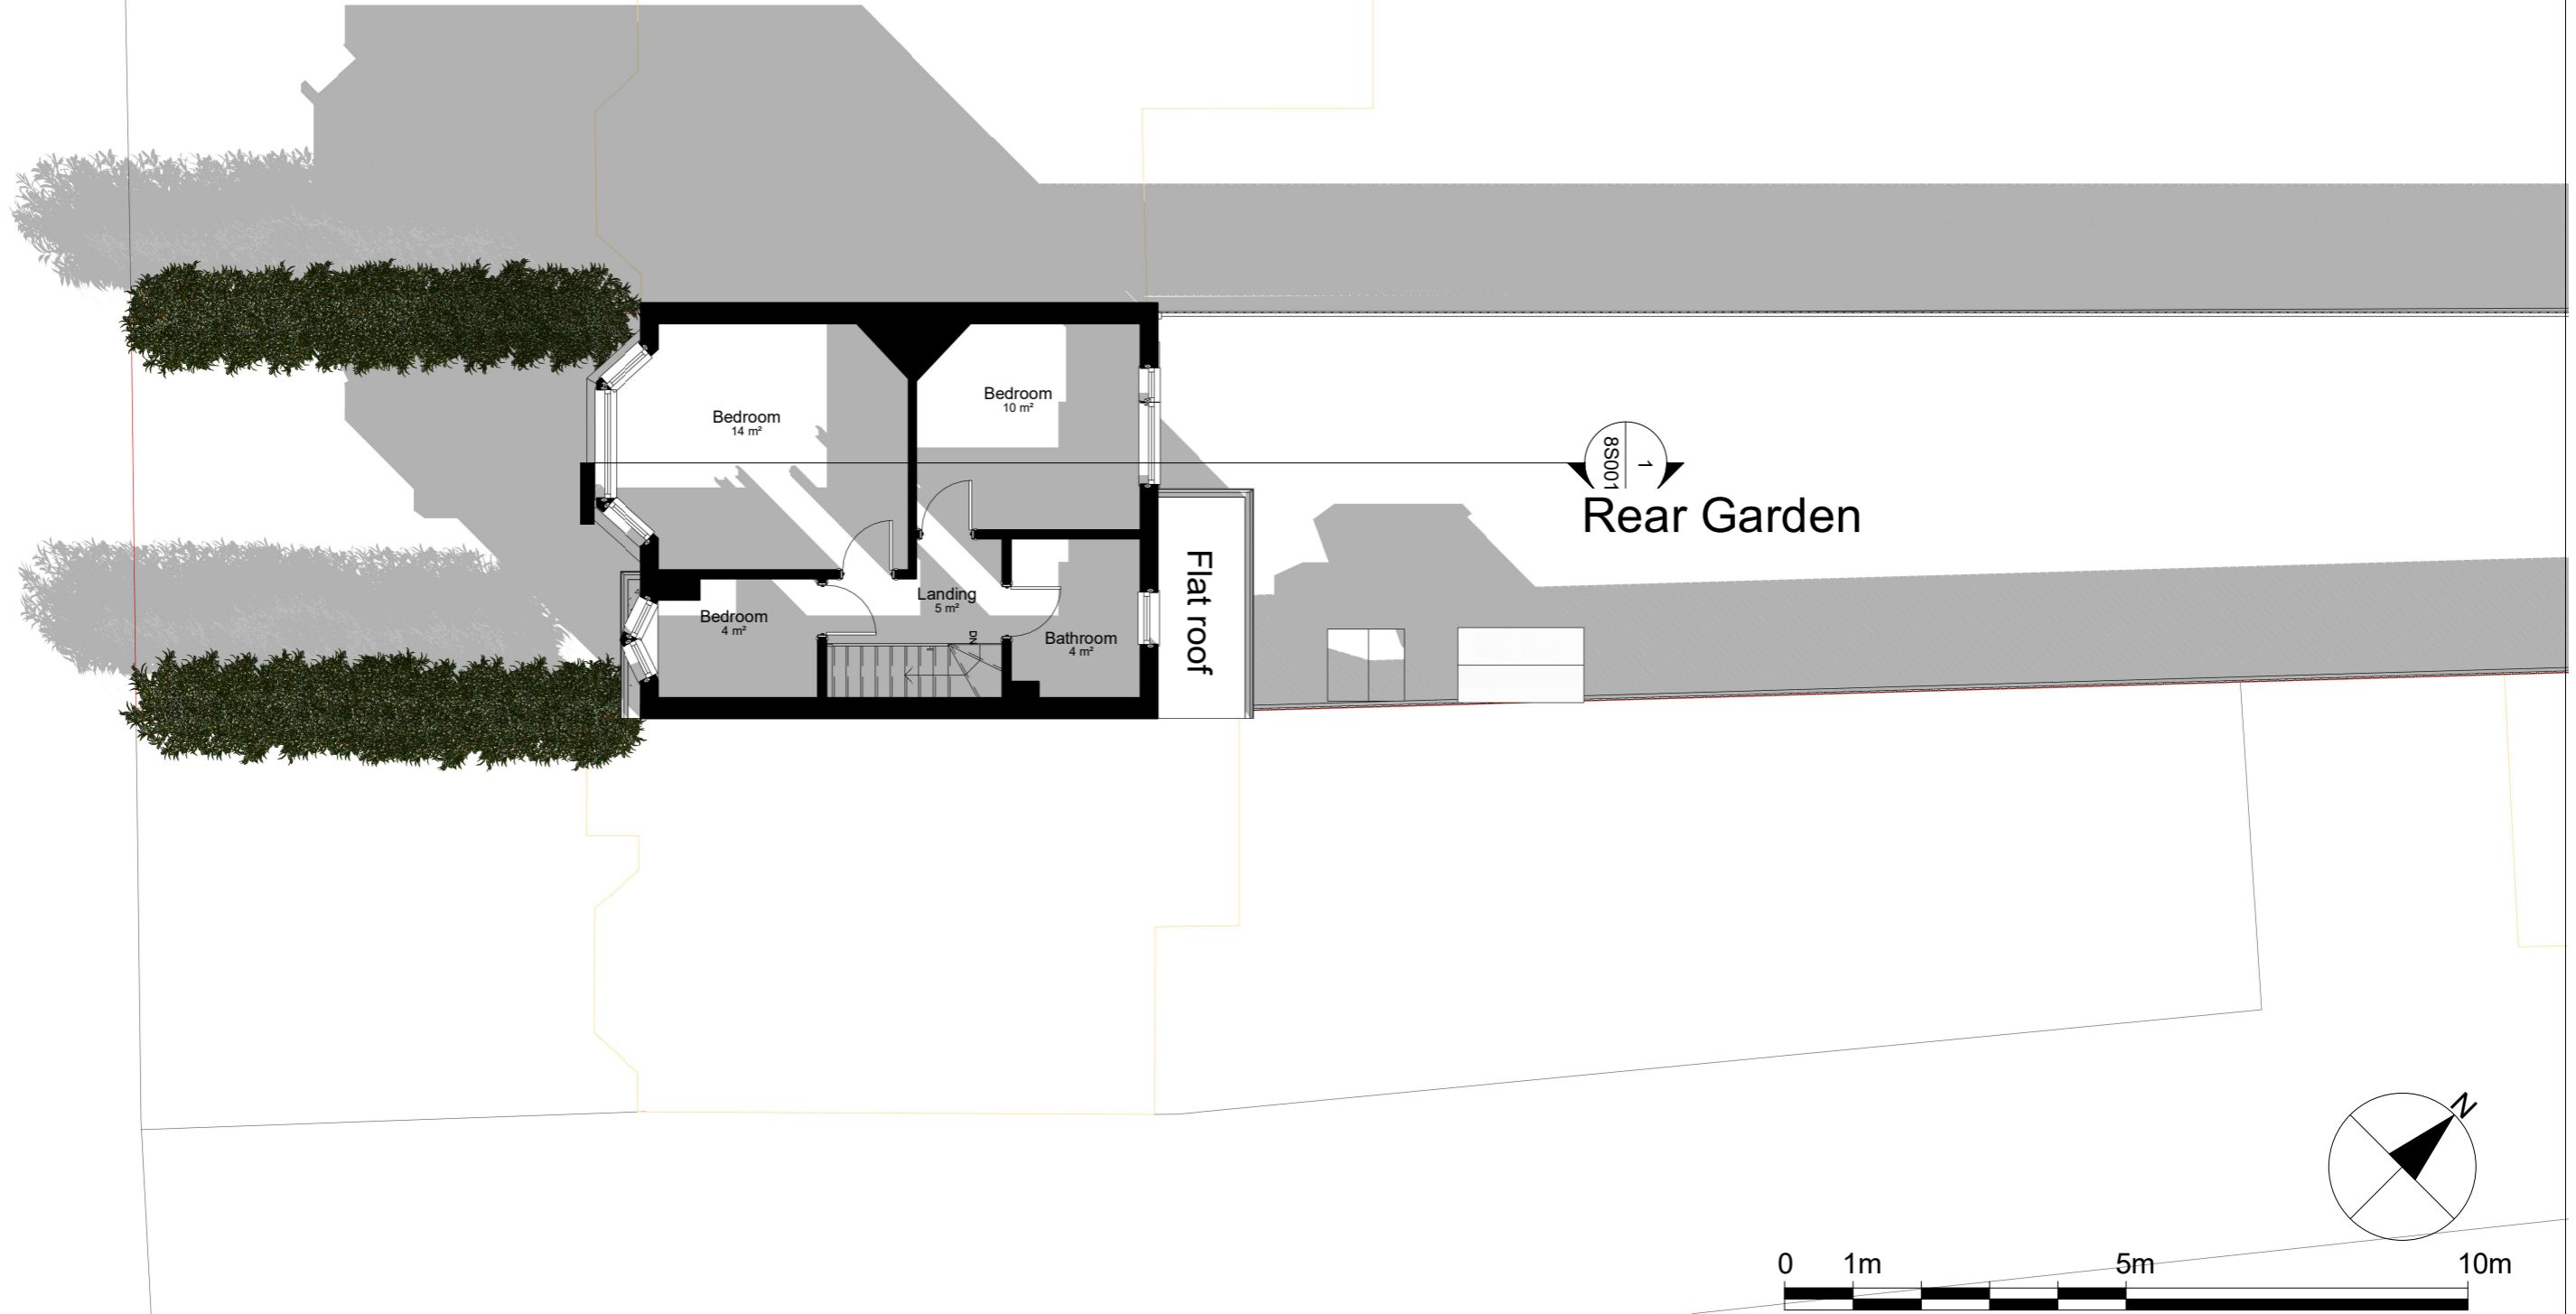 Bedroom
14 m²
Bedroom
10 m²
1
8S001
Rear Garden
Flat roof
Bedroom
4 m²
Landing
5 m²
DN
Bathroom
4 m²
N
0 1m 5m 10m